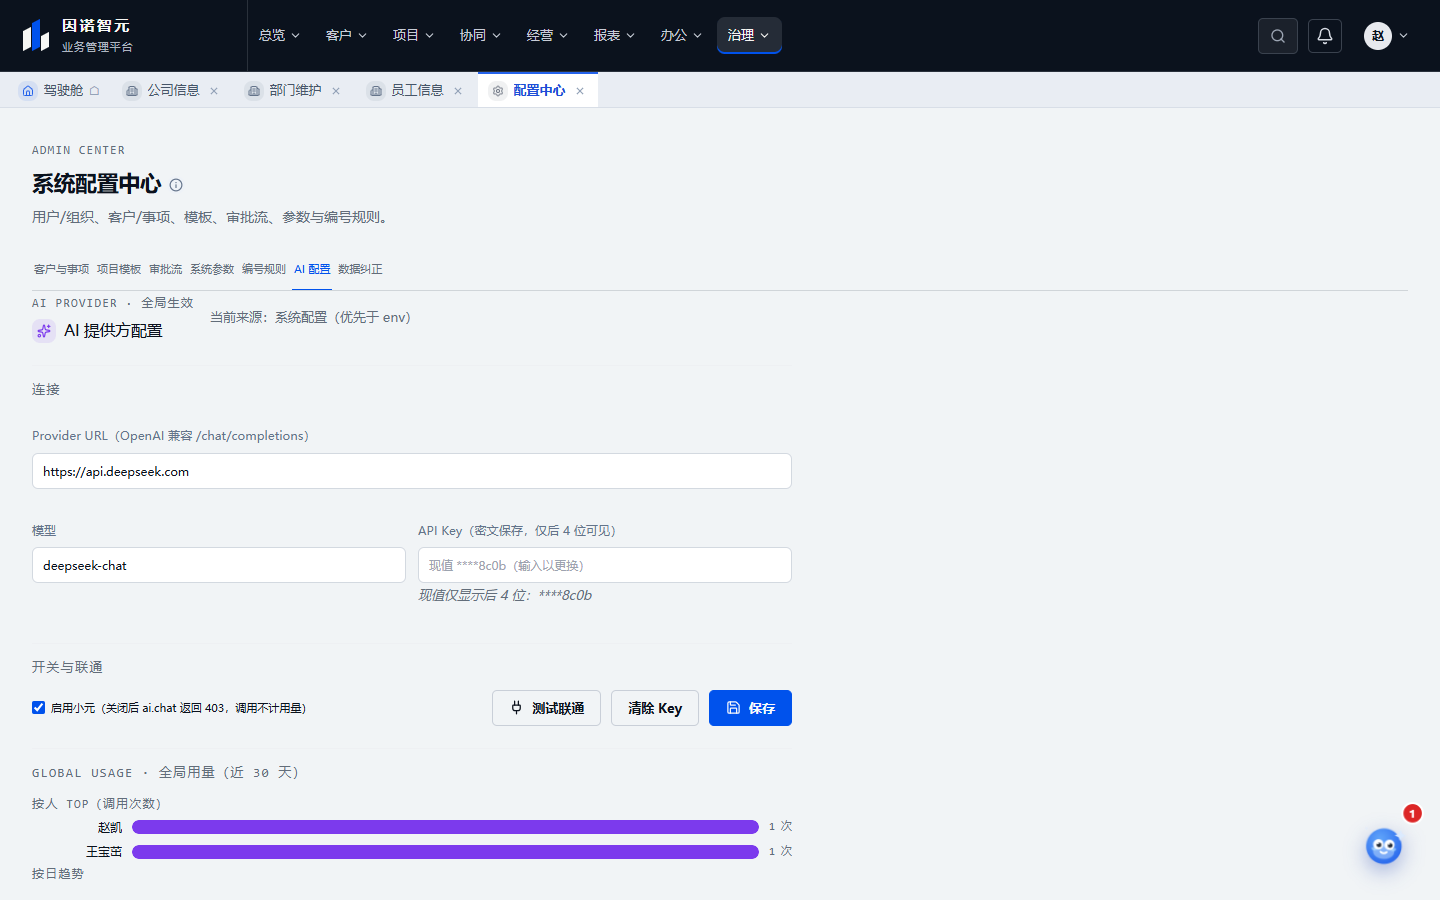 因诺智元
业务管理平台
总览 客户 项目 协同 经营 报表 办公 治理
赵
驾驶舱 公司信息 部门维护 员工信息 配置中心
ADMIN CENTER
系统配置中心
用户/组织、客户/事项、模板、审批流、参数与编号规则。
客户与事项 项目模板 审批流 系统参数 编号规则 AI 配置 数据纠正
AI PROVIDER · 全局生效
AI 提供方配置
当前来源：系统配置（优先于 env）
连接
Provider URL（OpenAI 兼容 /chat/completions）
https://api.deepseek.com
模型
deepseek-chat
API Key（密文保存，仅后 4 位可见）
现值 ****8c0b（输入以更换）
现值仅显示后 4 位：****8c0b
开关与联通
启用小元（关闭后 ai.chat 返回 403，调用不计用量）
测试联通 清除 Key 保存
GLOBAL USAGE · 全局用量（近 30 天）
按人 TOP（调用次数）
赵凯 1 次
王宝茁 1 次
按日趋势
1